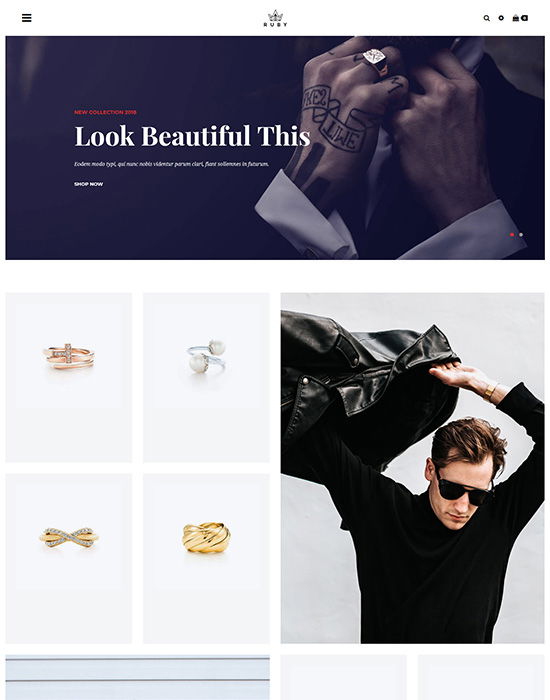 RUBY
0
NEW COLLECTION 2018
Look Beautiful This
Eodem modo typi, qui nunc nobis videntur parum clari, fiant sollemnes in futurum.
SHOP NOW